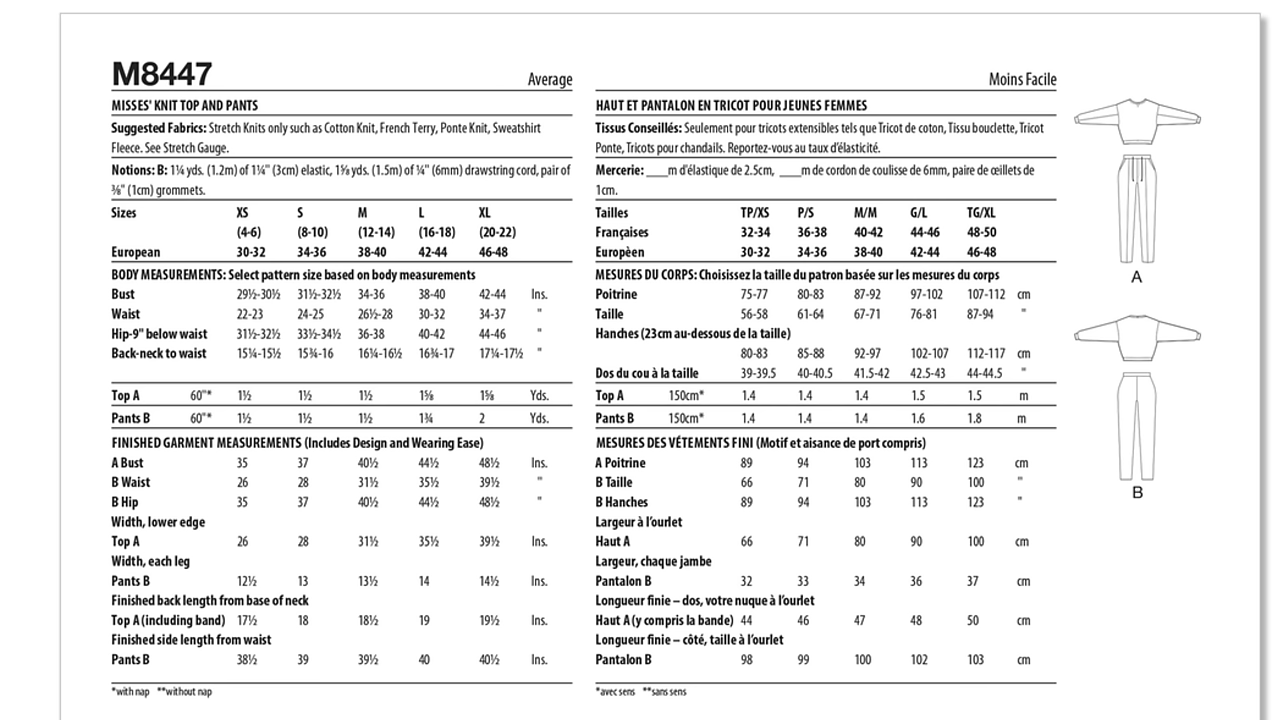 M8447
Average
MISSES' KNIT TOP AND PANTS
Suggested Fabrics: Stretch Knits only such as Cotton Knit, French Terry, Ponte Knit, Sweatshirt
Fleece. See Stretch Gauge.
Notions: B: 1¼ yds. (1.2m) of 1¼" (3cm) elastic, 1⅝ yds. (1.5m) of ¼" (6mm) drawstring cord, pair of
⅜" (1cm) grommets.
Sizes XS S M L XL
(4-6) (8-10) (12-14) (16-18) (20-22)
European 30-32 34-36 38-40 42-44 46-48
BODY MEASUREMENTS: Select pattern size based on body measurements
Bust 29½-30½ 31½-32½ 34-36 38-40 42-44 Ins.
Waist 22-23 24-25 26½-28 30-32 34-37 "
Hip-9" below waist 31½-32½ 33½-34½ 36-38 40-42 44-46 "
Back-neck to waist 15¼-15½ 15¾-16 16¼-16½ 16¾-17 17¼-17½ "
Top A 60"* 1½ 1½ 1½ 1⅝ 1⅝ Yds.
Pants B 60"* 1½ 1½ 1½ 1¾ 2 Yds.
FINISHED GARMENT MEASUREMENTS (Includes Design and Wearing Ease)
A Bust 35 37 40½ 44½ 48½ Ins.
B Waist 26 28 31½ 35½ 39½ "
B Hip 35 37 40½ 44½ 48½ "
Width, lower edge
Top A 26 28 31½ 35½ 39½ Ins.
Width, each leg
Pants B 12½ 13 13½ 14 14½ Ins.
Finished back length from base of neck
Top A (including band) 17½ 18 18½ 19 19½ Ins.
Finished side length from waist
Pants B 38½ 39 39½ 40 40½ Ins.
*with nap **without nap
Moins Facile
HAUT ET PANTALON EN TRICOT POUR JEUNES FEMMES
Tissus Conseillés: Seulement pour tricots extensibles tels que Tricot de coton, Tissu bouclette, Tricot
Ponte, Tricots pour chandails. Reportez-vous au taux d'élasticité.
Mercerie: ____m d'élastique de 2.5cm, ____m de cordon de coulisse de 6mm, paire de œillets de
1cm.
Tailles TP/XS P/S M/M G/L TG/XL
Françaises 32-34 36-38 40-42 44-46 48-50
Europèen 30-32 34-36 38-40 42-44 46-48
MESURES DU CORPS: Choisissez la taille du patron basée sur les mesures du corps
Poitrine 75-77 80-83 87-92 97-102 107-112 cm
Taille 56-58 61-64 67-71 76-81 87-94 "
Hanches (23cm au-dessous de la taille)
80-83 85-88 92-97 102-107 112-117 cm
Dos du cou à la taille 39-39.5 40-40.5 41.5-42 42.5-43 44-44.5 "
Top A 150cm* 1.4 1.4 1.4 1.5 1.5 m
Pants B 150cm* 1.4 1.4 1.4 1.6 1.8 m
MESURES DES VÉTEMENTS FINI (Motif et aisance de port compris)
A Poitrine 89 94 103 113 123 cm
B Taille 66 71 80 90 100 "
B Hanches 89 94 103 113 123 "
Largeur à l'ourlet
Haut A 66 71 80 90 100 cm
Largeur, chaque jambe
Pantalon B 32 33 34 36 37 cm
Longueur finie – dos, votre nuque à l'ourlet
Haut A (y compris la bande) 44 46 47 48 50 cm
Longueur finie – côté, taille à l'ourlet
Pantalon B 98 99 100 102 103 cm
*avec sens **sans sens
A
B